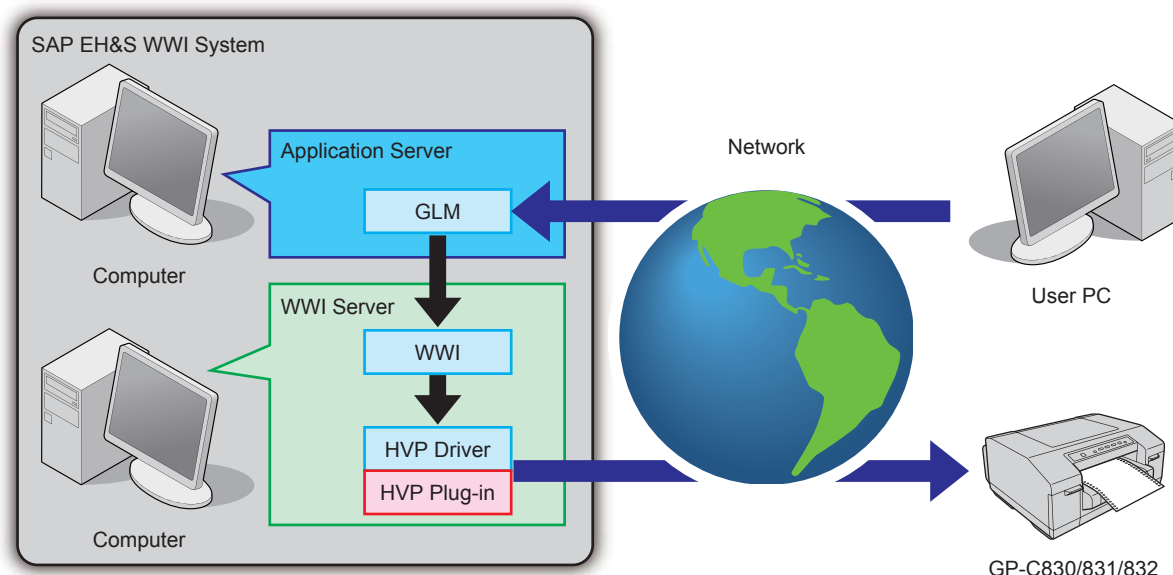 SAP EH&S WWI System
Application Server
GLM
Computer
WWI Server
WWI
HVP Driver
HVP Plug-in
Computer
Network
User PC
GP-C830/831/832